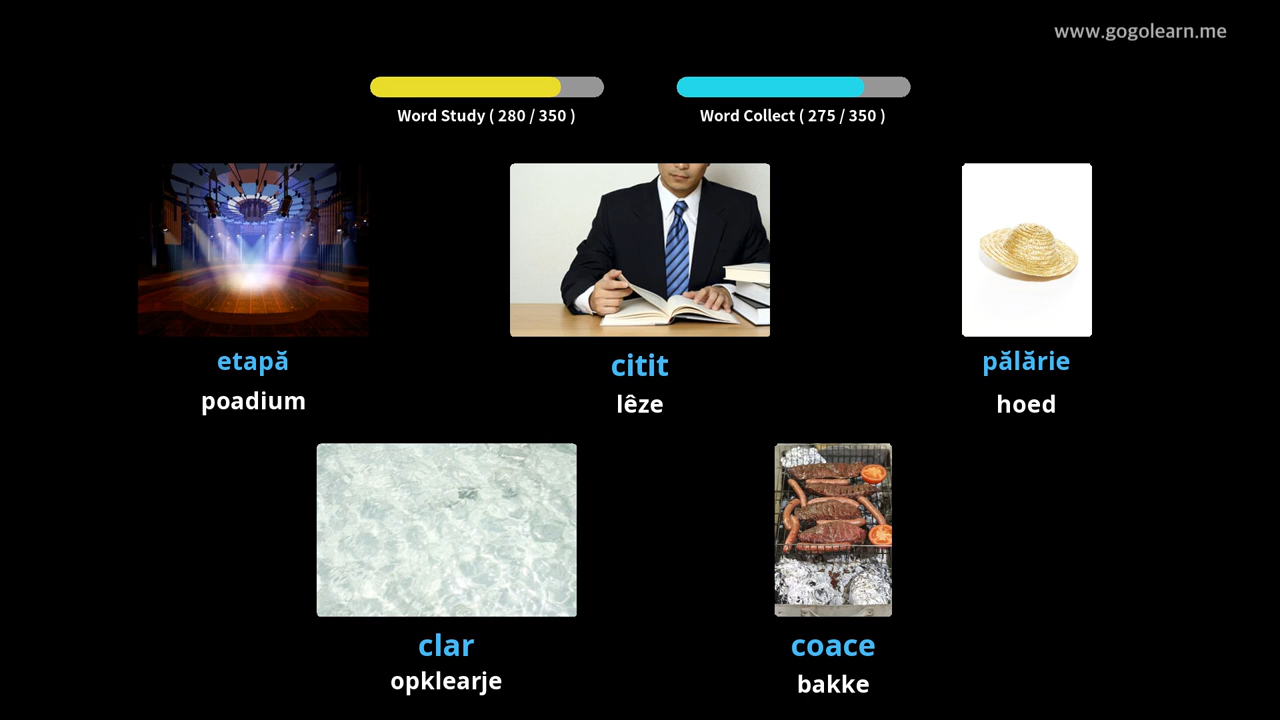 www.gogolearn.me
Word Study ( 280 / 350 )
Word Collect ( 275 / 350 )
etapă
poadium
citit
lêze
pălărie
hoed
clar
opklearje
coace
bakke